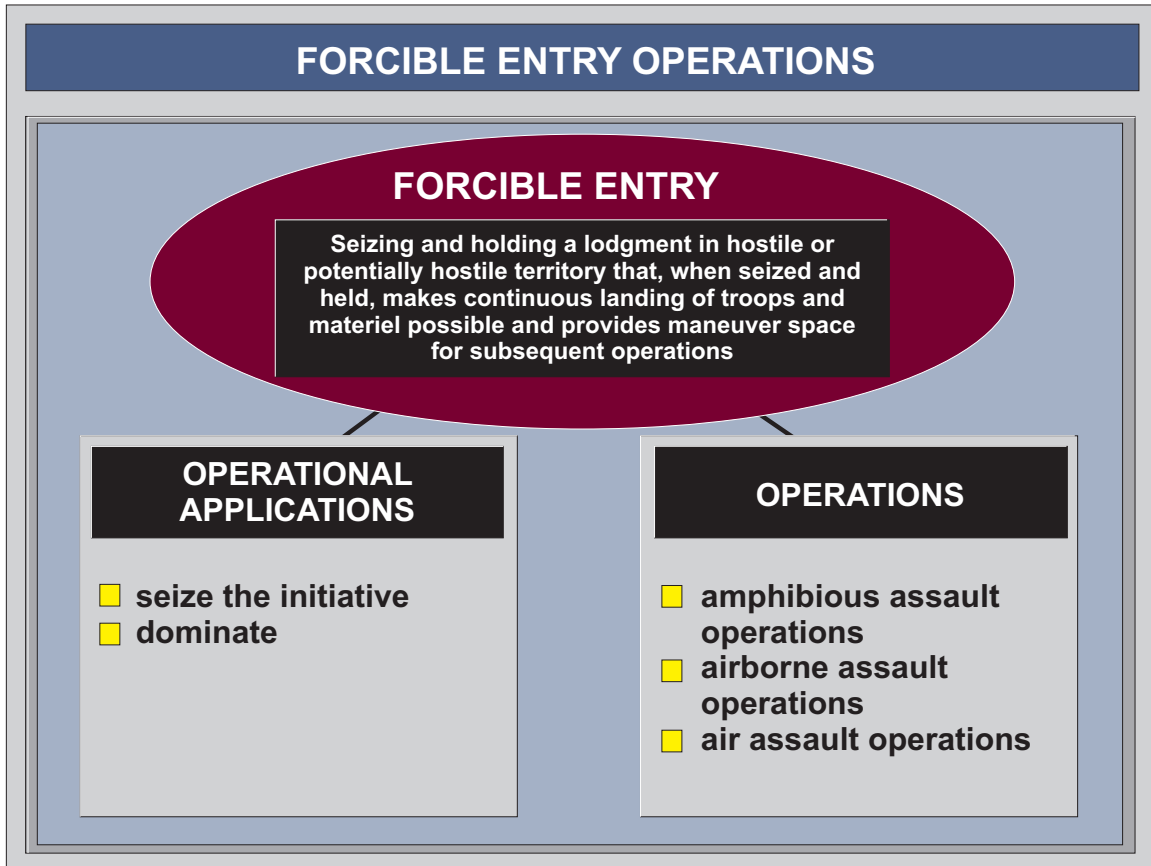 FORCIBLE ENTRY OPERATIONS
FORCIBLE ENTRY
Seizing and holding a lodgment in hostile or
potentially hostile territory that, when seized and
held, makes continuous landing of troops and
materiel possible and provides maneuver space
for subsequent operations
OPERATIONAL
APPLICATIONS
seize the initiative
dominate
OPERATIONS
amphibious assault
operations
airborne assault
operations
air assault operations